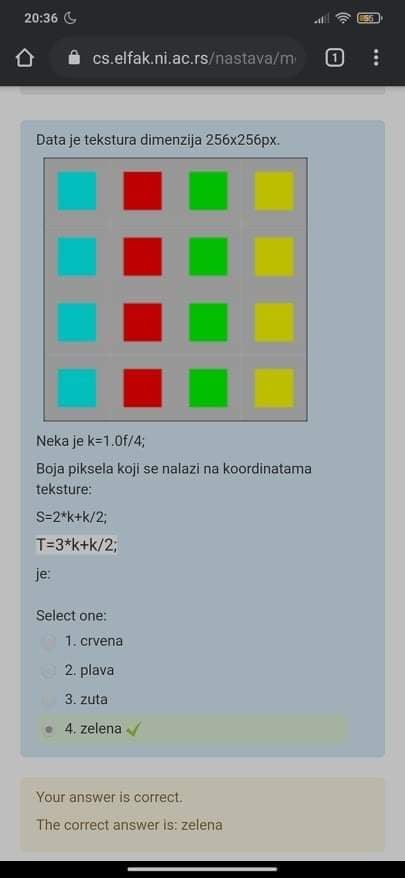 20:36
95
cs.elfak.ni.ac.rs/nastava/m
1
Data je tekstura dimenzija 256x256px.
Neka je k=1.0f/4;
Boja piksela koji se nalazi na koordinatama
teksture:
S=2*k+k/2;
T=3*k+k/2;
je:
Select one:
1. crvena
2. plava
3. zuta
4. zelena
Your answer is correct.
The correct answer is: zelena